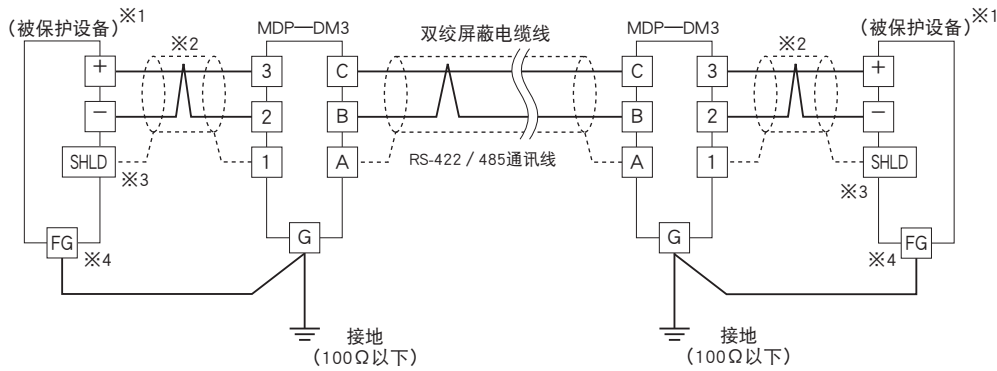 (被保护设备)※1
MDP—DM3
双绞屏蔽电缆线
MDP—DM3
(被保护设备)※1
※2
※2
+
3
C
C
3
+
−
2
B
B
2
−
SHLD
1
A
RS-422 / 485通讯线
A
1
SHLD
※3
※3
FG
G
G
FG
※4
※4
接地
(100Ω以下)
接地
(100Ω以下)